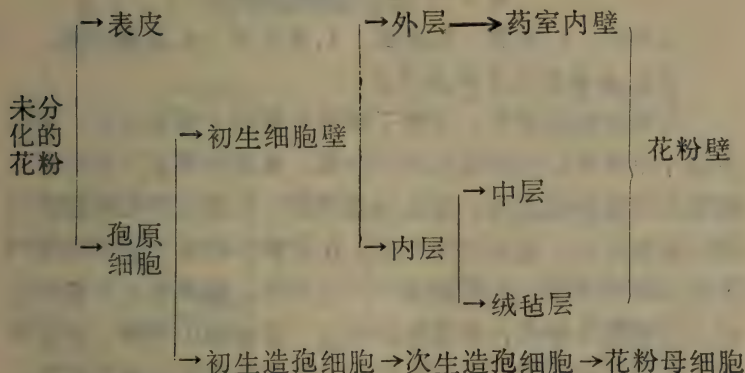 →表皮
→外层→药室内壁
未分
化的
花粉
→初生细胞壁
花粉壁
→中层
→孢原
细胞
→内层
→绒毡层
→初生造孢细胞→次生造孢细胞→花粉母细胞